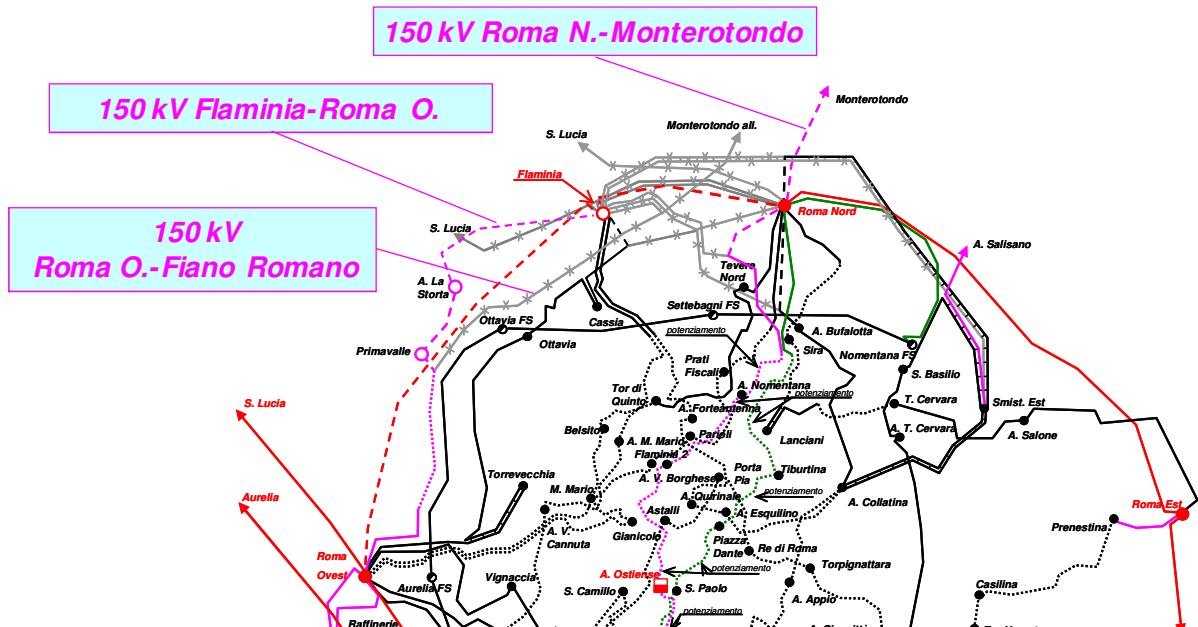 150 kV Roma N.-Monterotondo
150 kV Flaminia-Roma O.
150 kV
Roma O.-Fiano Romano
Monterotondo
Monterotondo all.
S. Lucia
Flaminia
Roma Nord
S. Lucia
A. Salisano
A. La
Storta
Tevere
Nord
Settebagni FS
Ottavia FS
Cassia
potenziamento
A. Bufalotta
Ottavia
Sira
Primavalle
Nomentana FS
Prati
Fiscali
S. Basilio
A. Nomentana
potenziamento
Tor di
Quinto
S. Lucia
A. Forteantenna
T. Cervara
Smist. Est
Belsito
A. M. Mario
Parioli
Lanciani
A. T. Cervara
A. Salone
Flaminia 2
Torrevecchia
A. V. Borghese
Porta
Pia
Tiburtina
M. Mario
A. Quirinale
potenziamento
Aurelia
Astalli
A. Esquilino
A. Collatina
Roma Est
A. V.
Cannuta
Gianicolo
Piazza
Dante
Prenestina
Re di Roma
Roma
Ovest
potenziamento
Torpignattara
Vignaccia
A. Ostiense
Aurelia FS
S. Camillo
S. Paolo
A. Appio
Casilina
potenziamento
Raffinerie